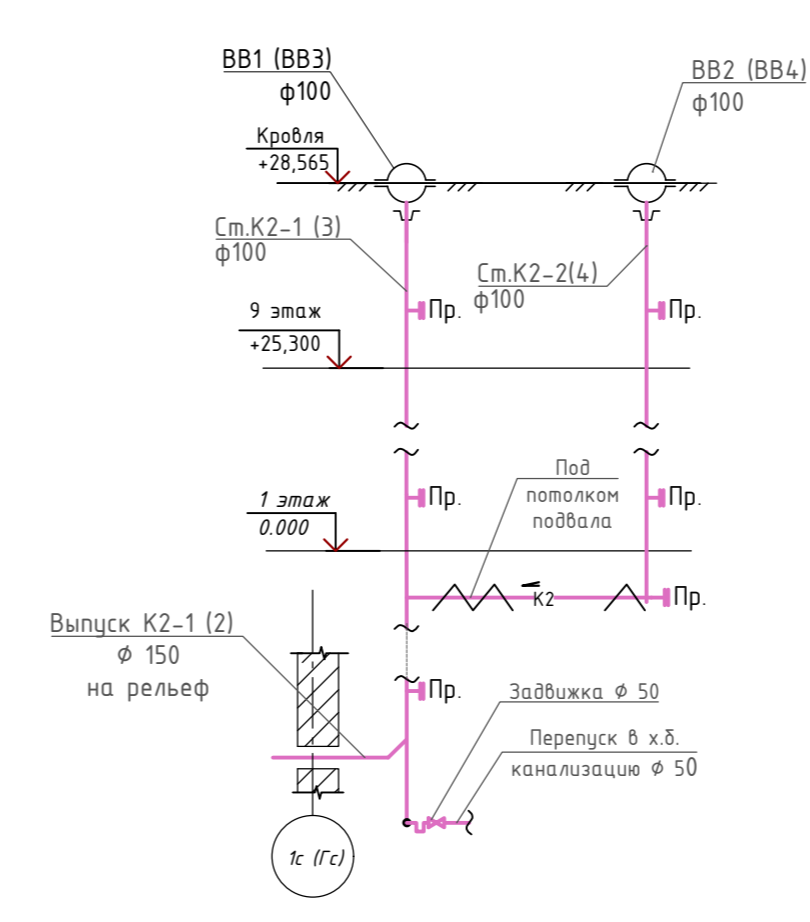 ВВ1 (ВВ3)
ф100
ВВ2 (ВВ4)
ф100
Кровля
+28,565
Ст.К2-1 (3)
ф100
Ст.К2-2(4)
ф100
9 этаж
+25,300
Пр.
Пр.
Под
потолком
подвала
1 этаж
0.000
Пр.
Пр.
К2
Пр.
Выпуск К2-1 (2)
Ф 150
на рельеф
Пр.
Задвижка Ф 50
Перепуск в х.б.
канализацию Ф 50
1с (Гс)